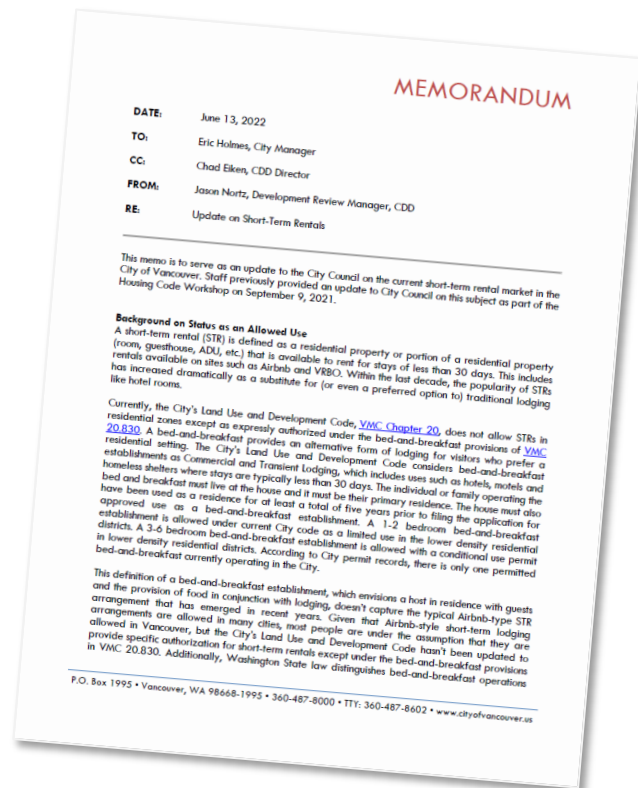 MEMORANDUM
DATE: June 13, 2022
TO: Eric Holmes, City Manager
CC: Chad Eiken, CDD Director
FROM: Jason Nortz, Development Review Manager, CDD
RE: Update on Short-Term Rentals
This memo is to serve as an update to the City Council on the current short-term rental market in the
City of Vancouver. Staff previously provided an update to City Council on this subject as part of the
Housing Code Workshop on September 9, 2021.
Background on Status as an Allowed Use
A short-term rental (STR) is defined as a residential property or portion of a residential property
(room, guesthouse, ADU, etc.) that is available to rent for stays of less than 30 days. This includes
rentals available on sites such as Airbnb and VRBO. Within the last decade, the popularity of STRs
has increased dramatically as a substitute for (or even a preferred option to) traditional lodging
like hotel rooms.
Currently, the City's Land Use and Development Code, VMC Chapter 20, does not allow STRs in
residential zones except as expressly authorized under the bed-and-breakfast provisions of VMC
20.830. A bed-and-breakfast provides an alternative form of lodging for visitors who prefer a
residential setting. The City's Land Use and Development Code considers bed-and-breakfast
establishments as Commercial and Transient Lodging, which includes uses such as hotels, motels and
homeless shelters where stays are typically less than 30 days. The individual or family operating the
bed and breakfast must live at the house and it must be their primary residence. The house must also
have been used as a residence for at least a total of five years prior to filing the application for
approved use as a bed-and-breakfast establishment. A 1-2 bedroom bed-and-breakfast
establishment is allowed under current City code as a limited use in the lower density residential
districts. A 3-6 bedroom bed-and-breakfast establishment is allowed with a conditional use permit
in lower density residential districts. According to City permit records, there is only one permitted
bed-and-breakfast currently operating in the City.
This definition of a bed-and-breakfast establishment, which envisions a host in residence with guests
and the provision of food in conjunction with lodging, doesn't capture the typical Airbnb-type STR
arrangement that has emerged in recent years. Given that Airbnb-style short-term lodging
arrangements are allowed in many cities, most people are under the assumption that they are
allowed in Vancouver, but the City's Land Use and Development Code hasn't been updated to
provide specific authorization for short-term rentals except under the bed-and-breakfast provisions
in VMC 20.830. Additionally, Washington State law distinguishes bed-and-breakfast operations
P.O. Box 1995 • Vancouver, WA 98668-1995 • 360-487-8000 • TTY: 360-487-8602 • www.cityofvancouver.us